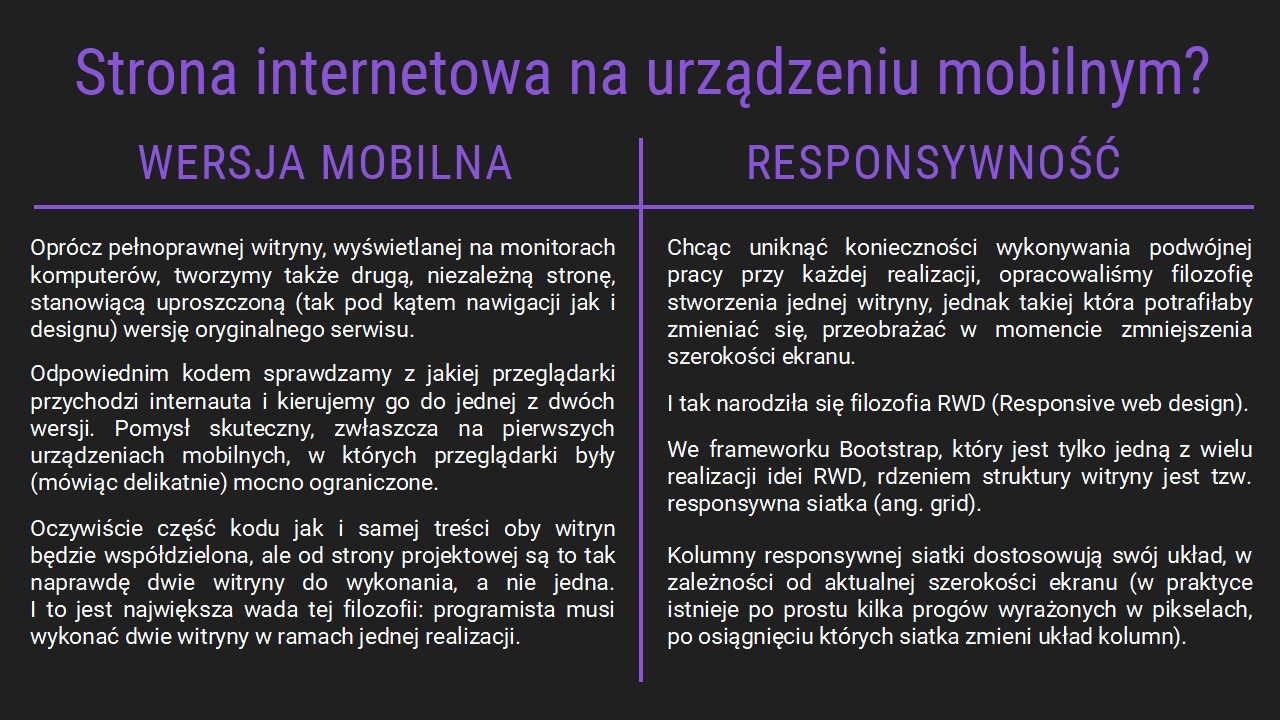 Strona internetowa na urządzeniu mobilnym?
WERSJA MOBILNA
Oprócz pełnoprawnej witryny, wyświetlanej na monitorach
komputerów, tworzymy także drugą, niezależną stronę,
stanowiącą uproszczoną (tak pod kątem nawigacji jak i
designu) wersję oryginalnego serwisu.
Odpowiednim kodem sprawdzamy z jakiej przeglądarki
przychodzi internauta i kierujemy go do jednej z dwóch
wersji. Pomysł skuteczny, zwłaszcza na pierwszych
urządzeniach mobilnych, w których przeglądarki były
(mówiąc delikatnie) mocno ograniczone.
Oczywiście część kodu jak i samej treści oby witryn
będzie współdzielona, ale od strony projektowej są to tak
naprawdę dwie witryny do wykonania, a nie jedna.
I to jest największa wada tej filozofii: programista musi
wykonać dwie witryny w ramach jednej realizacji.
RESPONSYWNOŚĆ
Chcąc uniknąć konieczności wykonywania podwójnej
pracy przy każdej realizacji, opracowaliśmy filozofię
stworzenia jednej witryny, jednak takiej która potrafiłaby
zmieniać się, przeobrażać w momencie zmniejszenia
szerokości ekranu.
I tak narodziła się filozofia RWD (Responsive web design).
We frameworku Bootstrap, który jest tylko jedną z wielu
realizacji idei RWD, rdzeniem struktury witryny jest tzw.
responsywna siatka (ang. grid).
Kolumny responsywnej siatki dostosowują swój układ, w
zależności od aktualnej szerokości ekranu (w praktyce
istnieje po prostu kilka progów wyrażonych w pikselach,
po osiągnięciu których siatka zmieni układ kolumn).